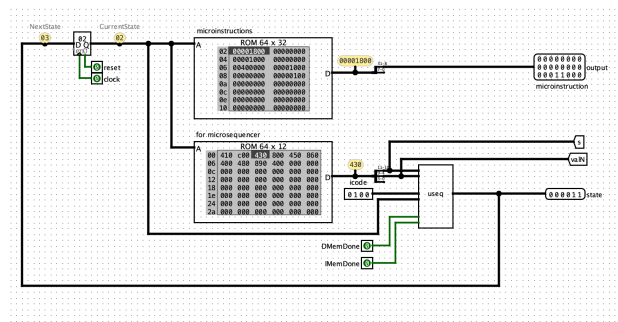 NextState
CurrentState
microinstructions
03
02
02
D Q
ROM 64 x 32
A
02 00001800 00000000
04 00001000 00000000
06 00400000 00001000
08 00000000 00000100
0a 00000000 00000000
0c 00000000 00000000
0e 00000000 00000000
10 00000000 00000000
D
reset
clock
00001800
00000000
00000000
00011000
output
microinstruction
for microsequencer
ROM 64 x 12
A
00 410 c00 430 800 450 860
06 400 480 890 400 000 000
0c 000 000 000 000 000 000
12 000 000 000 000 000 000
18 000 000 000 000 000 000
1e 000 000 000 000 000 000
24 000 000 000 000 000 000
2a 000 000 000 000 000 000
D
430
s
valN
icode
0100
useq
000011
state
DMemDone
IMemDone